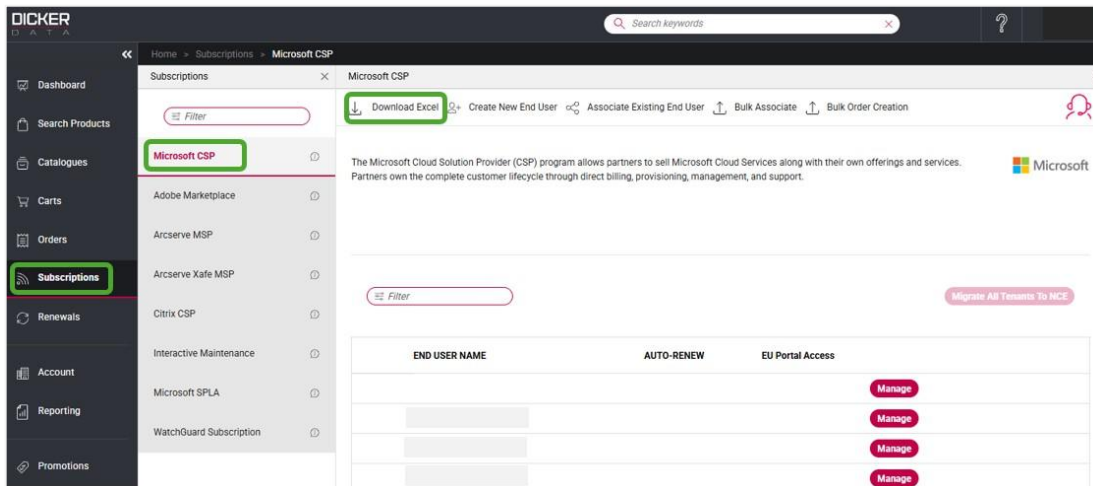 DICKER
DATA
Search keywords
Home » Subscriptions » Microsoft CSP
Dashboard
Search Products
Catalogues
Carts
Orders
Subscriptions
Renewals
Account
Reporting
Promotions
Subscriptions
Filter
Microsoft CSP
Adobe Marketplace
Arcserve MSP
Arcserve Xafe MSP
Citrix CSP
Interactive Maintenance
Microsoft SPLA
WatchGuard Subscription
Microsoft CSP
Download Excel Create New End User Associate Existing End User Bulk Associate Bulk Order Creation
The Microsoft Cloud Solution Provider (CSP) program allows partners to sell Microsoft Cloud Services along with their own offerings and services.
Partners own the complete customer lifecycle through direct billing, provisioning, management, and support.
Microsoft
Filter
Migrate All Tenants To NCE
END USER NAME AUTO-RENEW EU Portal Access
Manage
Manage
Manage
Manage